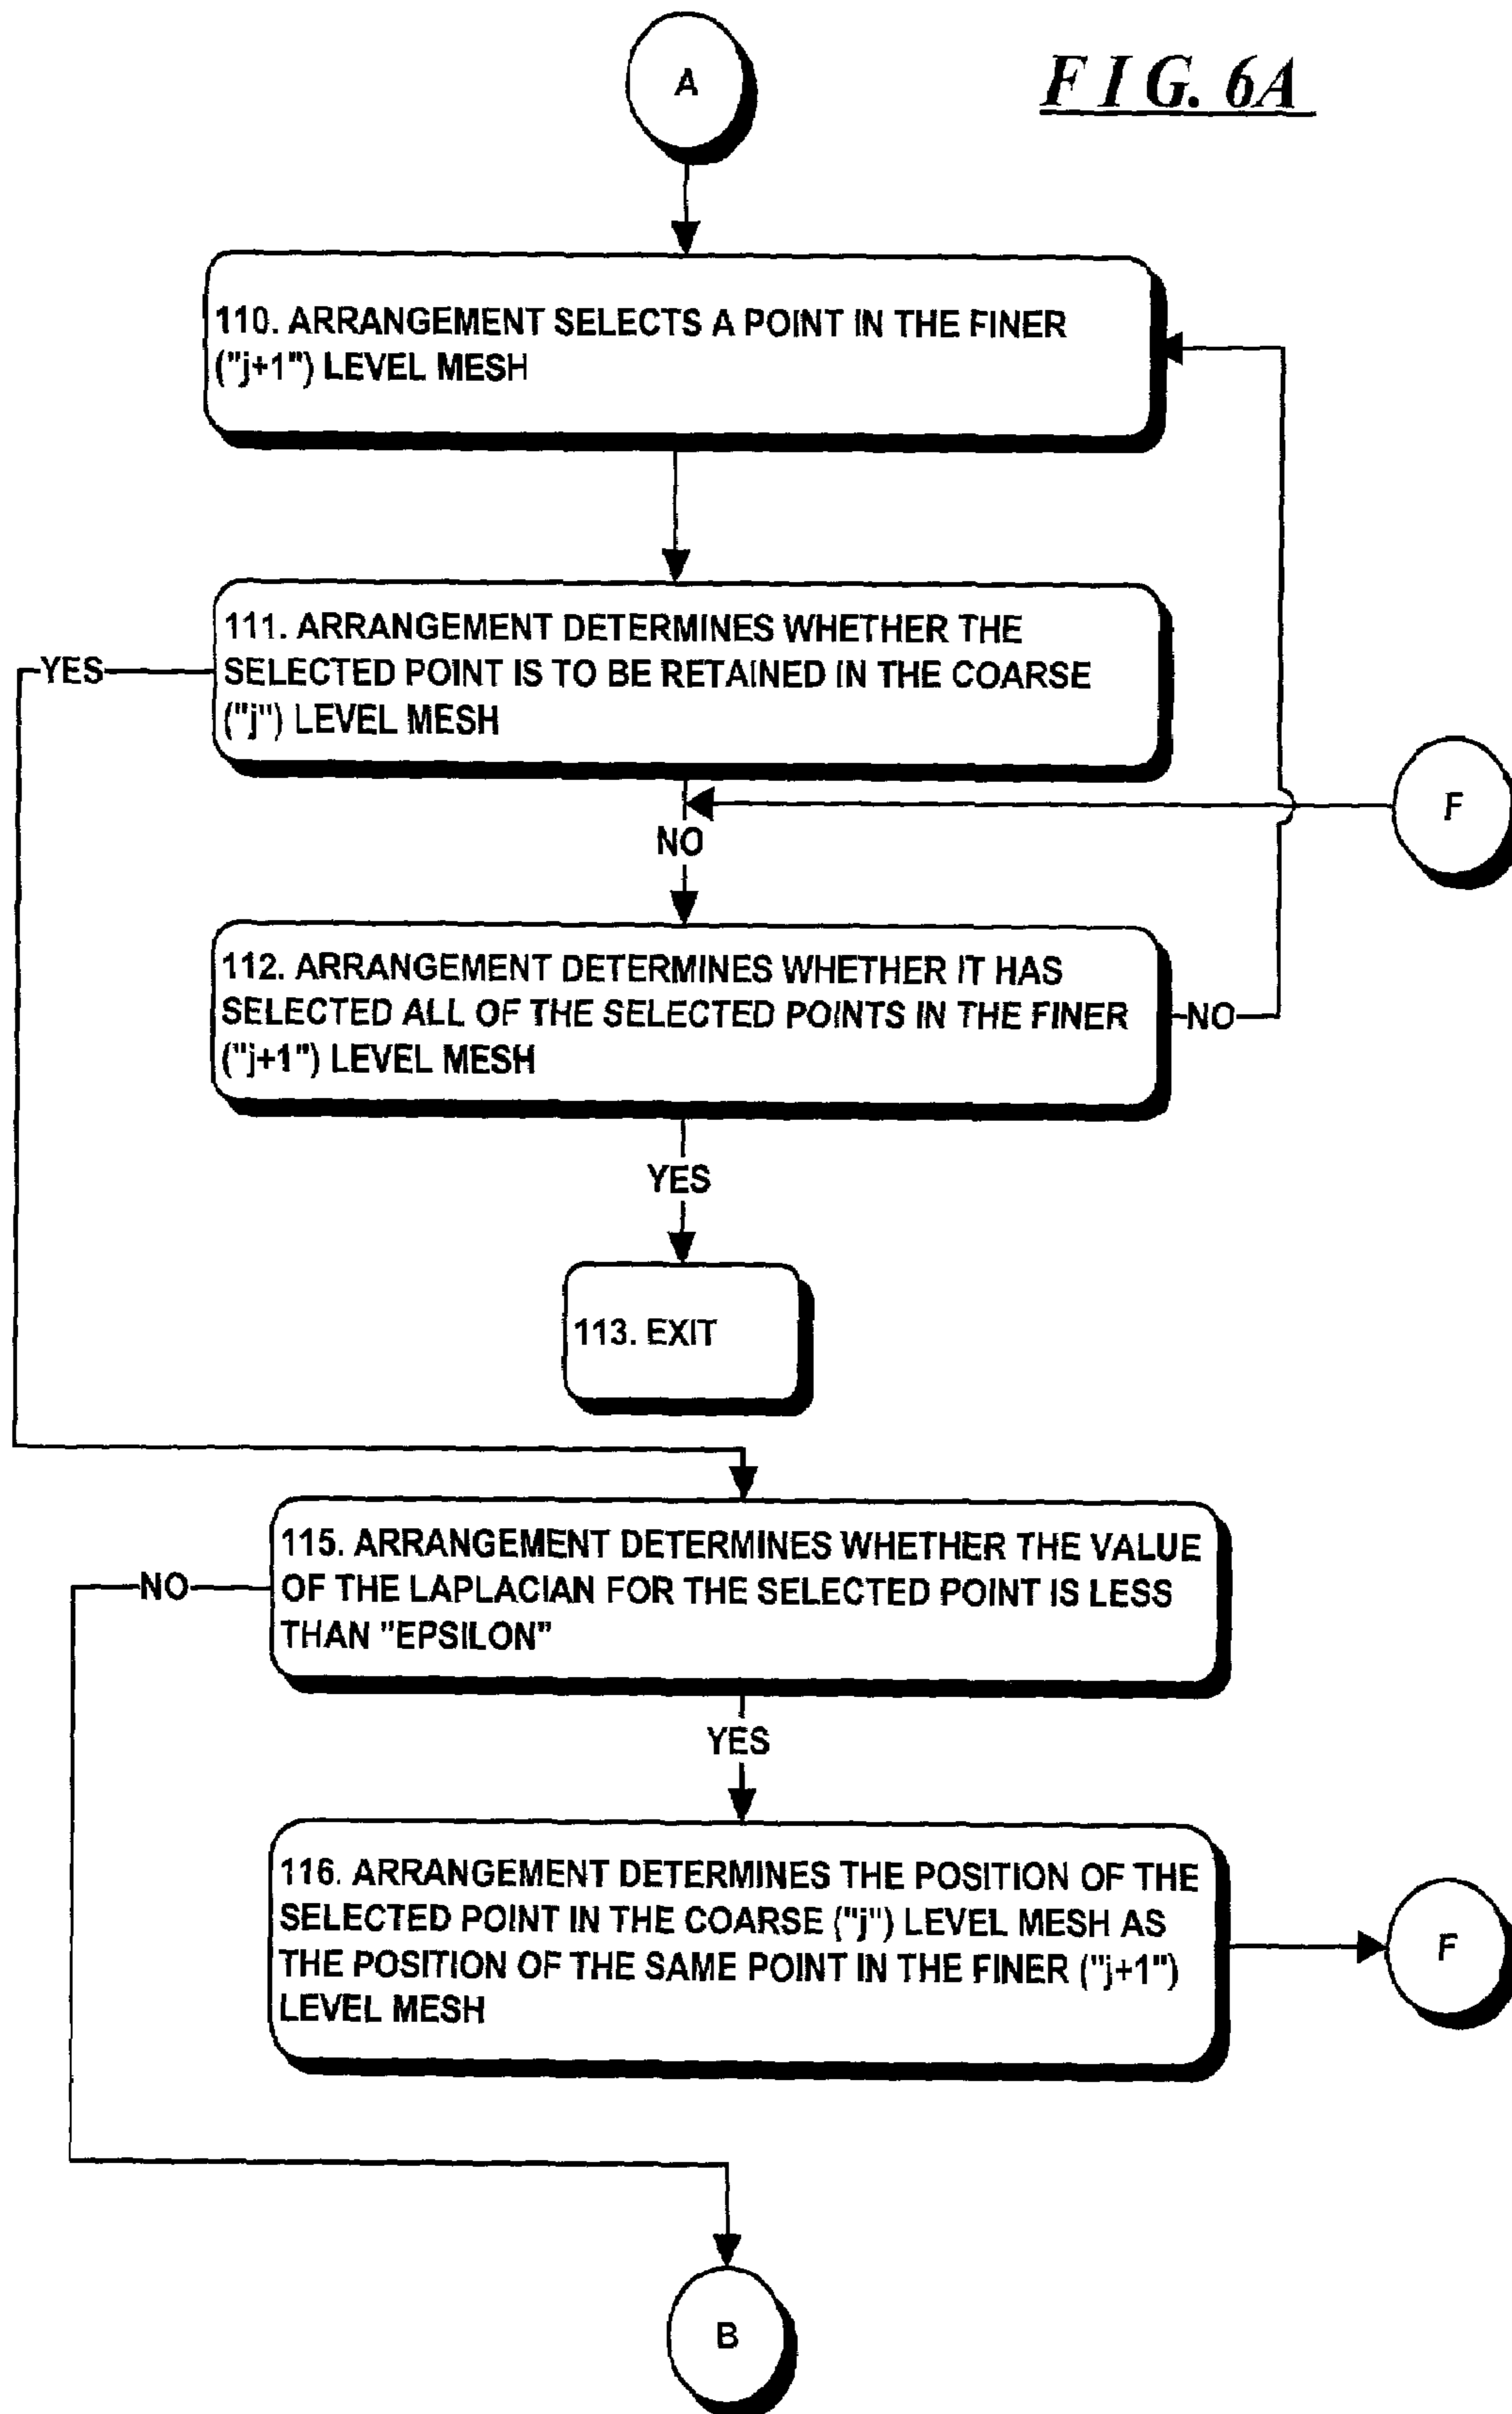 A
FIG. 6A
110. ARRANGEMENT SELECTS A POINT IN THE FINER
("j+1") LEVEL MESH
111. ARRANGEMENT DETERMINES WHETHER THE
SELECTED POINT IS TO BE RETAINED IN THE COARSE
("j") LEVEL MESH
YES
F
NO
112. ARRANGEMENT DETERMINES WHETHER IT HAS
SELECTED ALL OF THE SELECTED POINTS IN THE FINER
("j+1") LEVEL MESH
NO
YES
113. EXIT
115. ARRANGEMENT DETERMINES WHETHER THE VALUE
OF THE LAPLACIAN FOR THE SELECTED POINT IS LESS
THAN "EPSILON"
NO
YES
116. ARRANGEMENT DETERMINES THE POSITION OF THE
SELECTED POINT IN THE COARSE ("j") LEVEL MESH AS
THE POSITION OF THE SAME POINT IN THE FINER ("j+1")
LEVEL MESH
F
B